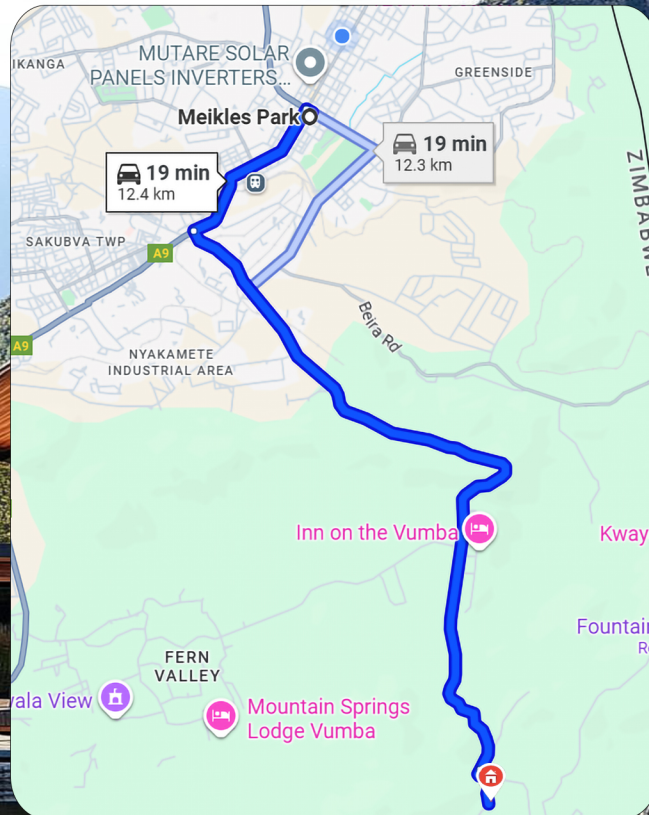 IKANGA
MUTARE SOLAR
PANELS INVERTERS...
GREENSIDE
Meikles Park
19 min
12.4 km
19 min
12.3 km
ZIMBABW
SAKUBVA TWP
A9
A9
Beira Rd
NYAKAMETE
INDUSTRIAL AREA
Inn on the Vumba
Kway
Fountai
R
FERN
VALLEY
vala View
Mountain Springs
Lodge Vumba